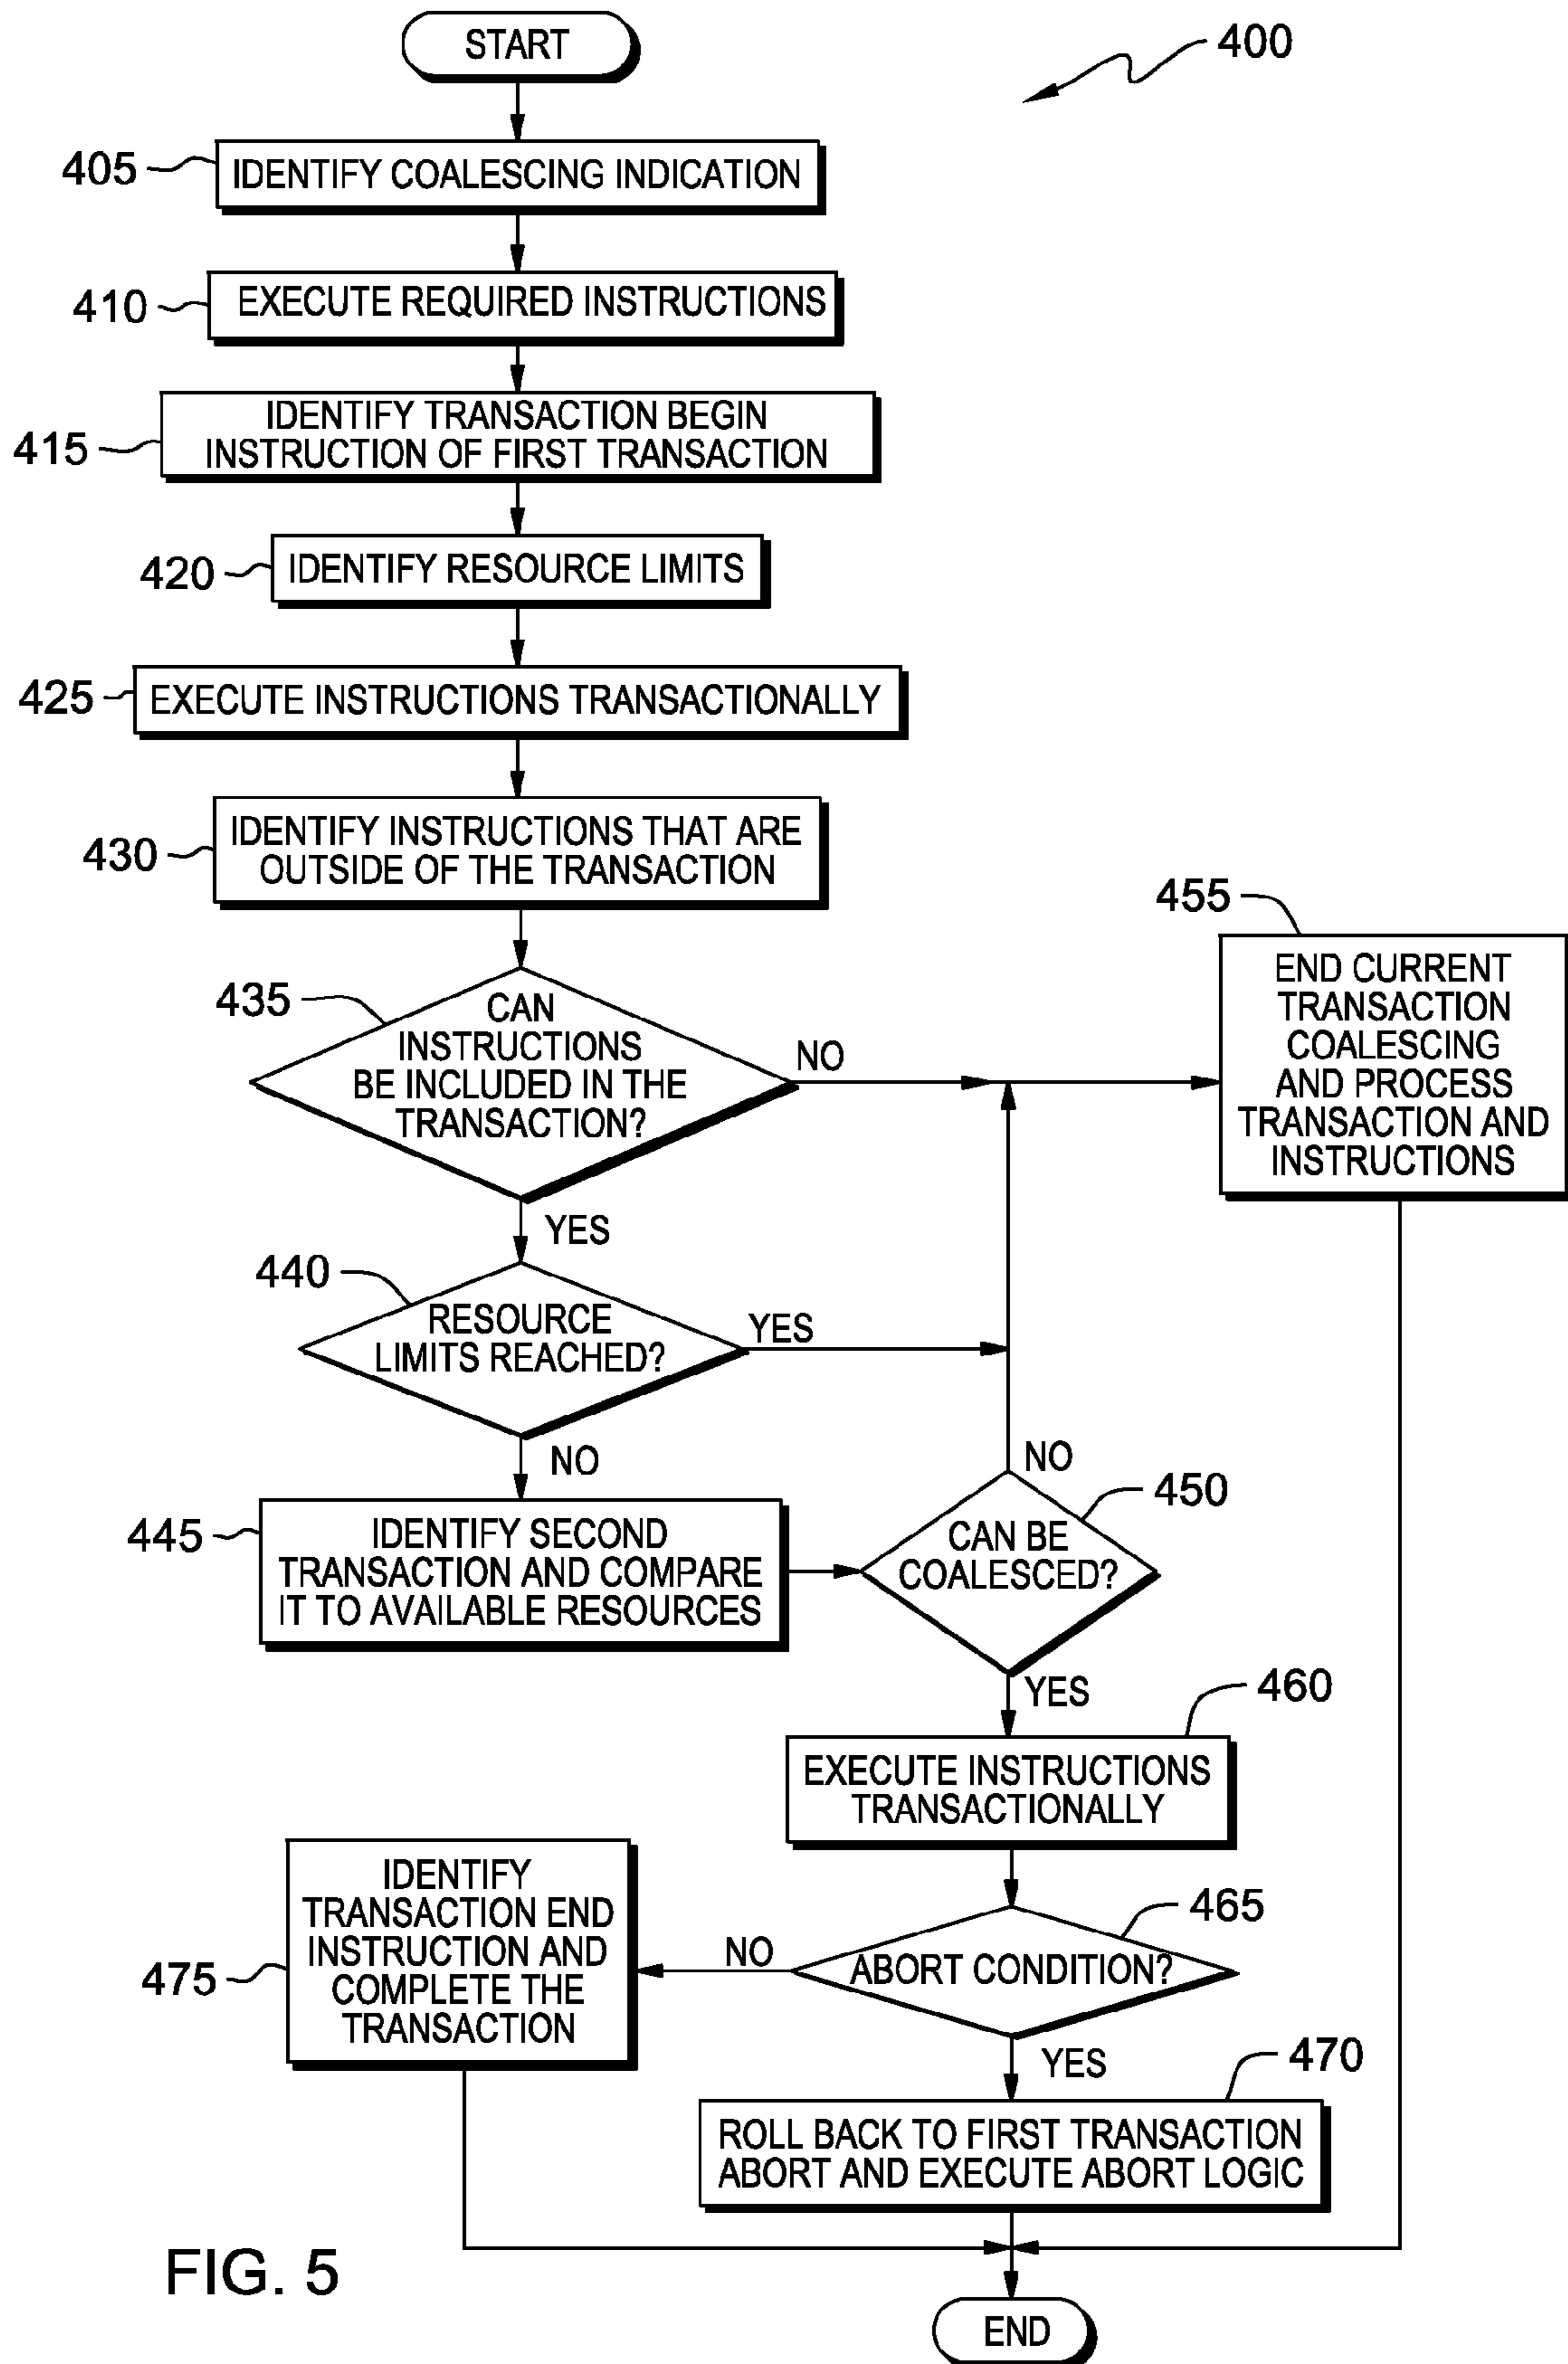 START
400
405
IDENTIFY COALESCING INDICATION
410
EXECUTE REQUIRED INSTRUCTIONS
415
IDENTIFY TRANSACTION BEGIN
INSTRUCTION OF FIRST TRANSACTION
420
IDENTIFY RESOURCE LIMITS
425
EXECUTE INSTRUCTIONS TRANSACTIONALLY
430
IDENTIFY INSTRUCTIONS THAT ARE
OUTSIDE OF THE TRANSACTION
435
CAN
INSTRUCTIONS
BE INCLUDED IN THE
TRANSACTION?
NO
YES
455
END CURRENT
TRANSACTION
COALESCING
AND PROCESS
TRANSACTION AND
INSTRUCTIONS
440
RESOURCE
LIMITS REACHED?
YES
NO
445
IDENTIFY SECOND
TRANSACTION AND COMPARE
IT TO AVAILABLE RESOURCES
NO
450
CAN BE
COALESCED?
YES
460
EXECUTE INSTRUCTIONS
TRANSACTIONALLY
465
ABORT CONDITION?
NO
YES
475
IDENTIFY
TRANSACTION END
INSTRUCTION AND
COMPLETE THE
TRANSACTION
470
ROLL BACK TO FIRST TRANSACTION
ABORT AND EXECUTE ABORT LOGIC
FIG. 5
END